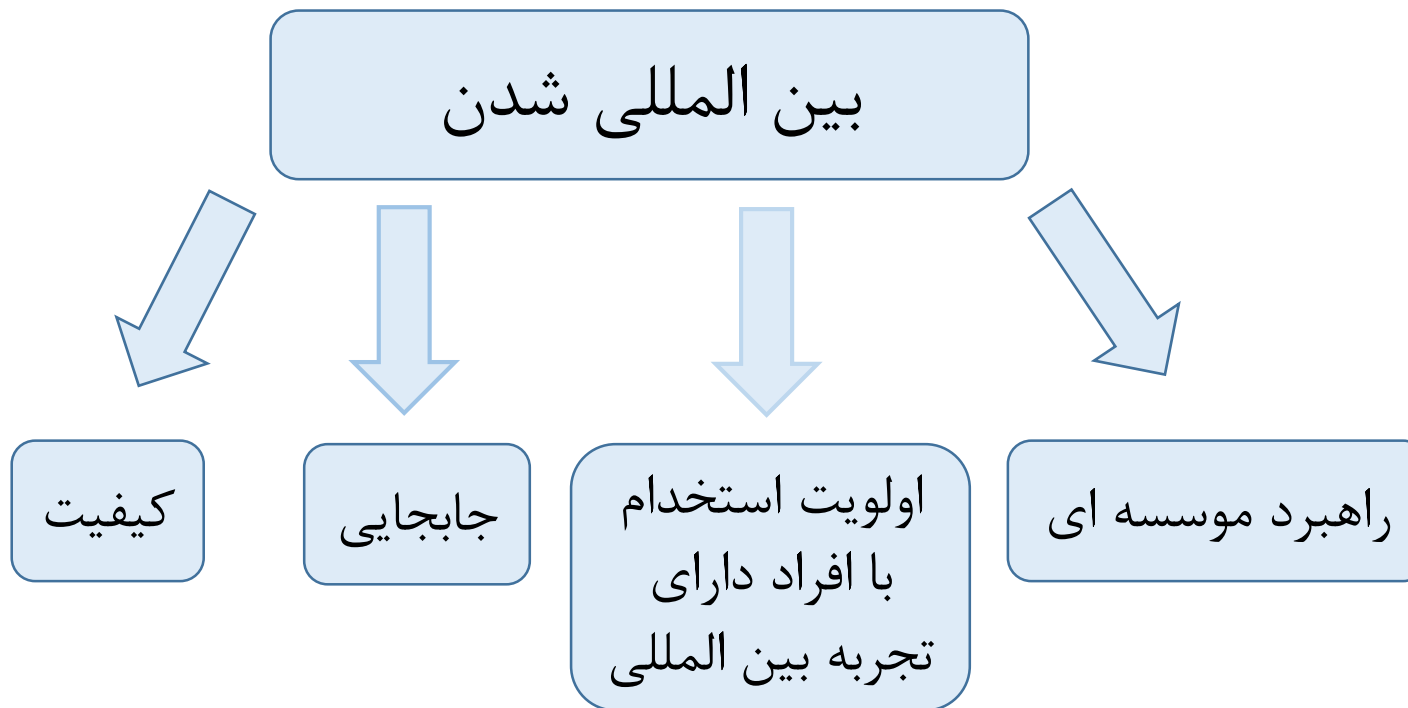 بین المللی شدن
راهبرد موسسه ای
اولویت استخدام
با افراد دارای
تجربه بین المللی
جابجایی
کیفیت